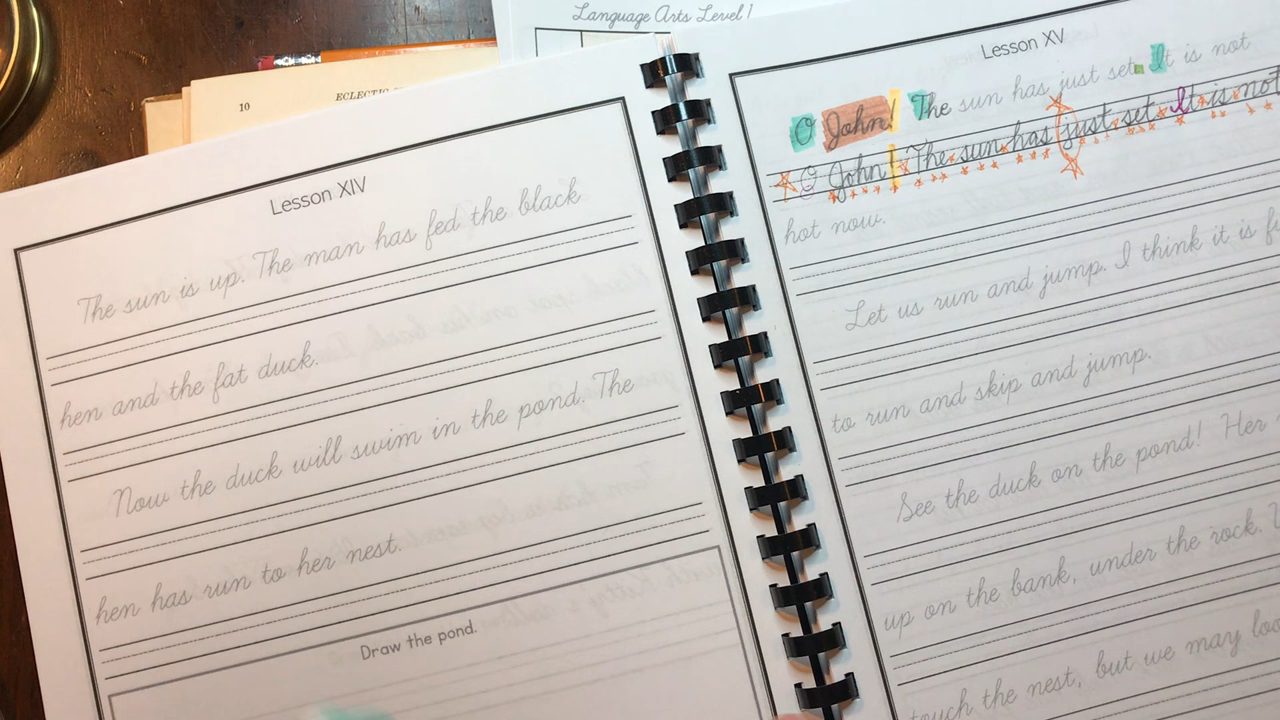 Language Arts Level 1
10
Lesson XIV
The sun is up. The man has fed the black
hen and the fat duck.
Now the duck will swim in the pond. The
hen has run to her nest.
Draw the pond.
Lesson XV
O John! The sun has just set. It is not
O John! The sun has just set. It is not
hot now.
Let us run and jump. I think it is
to run and skip and jump.
See the duck on the pond! Her
up on the bank, under the rock.
touch the nest, but we may